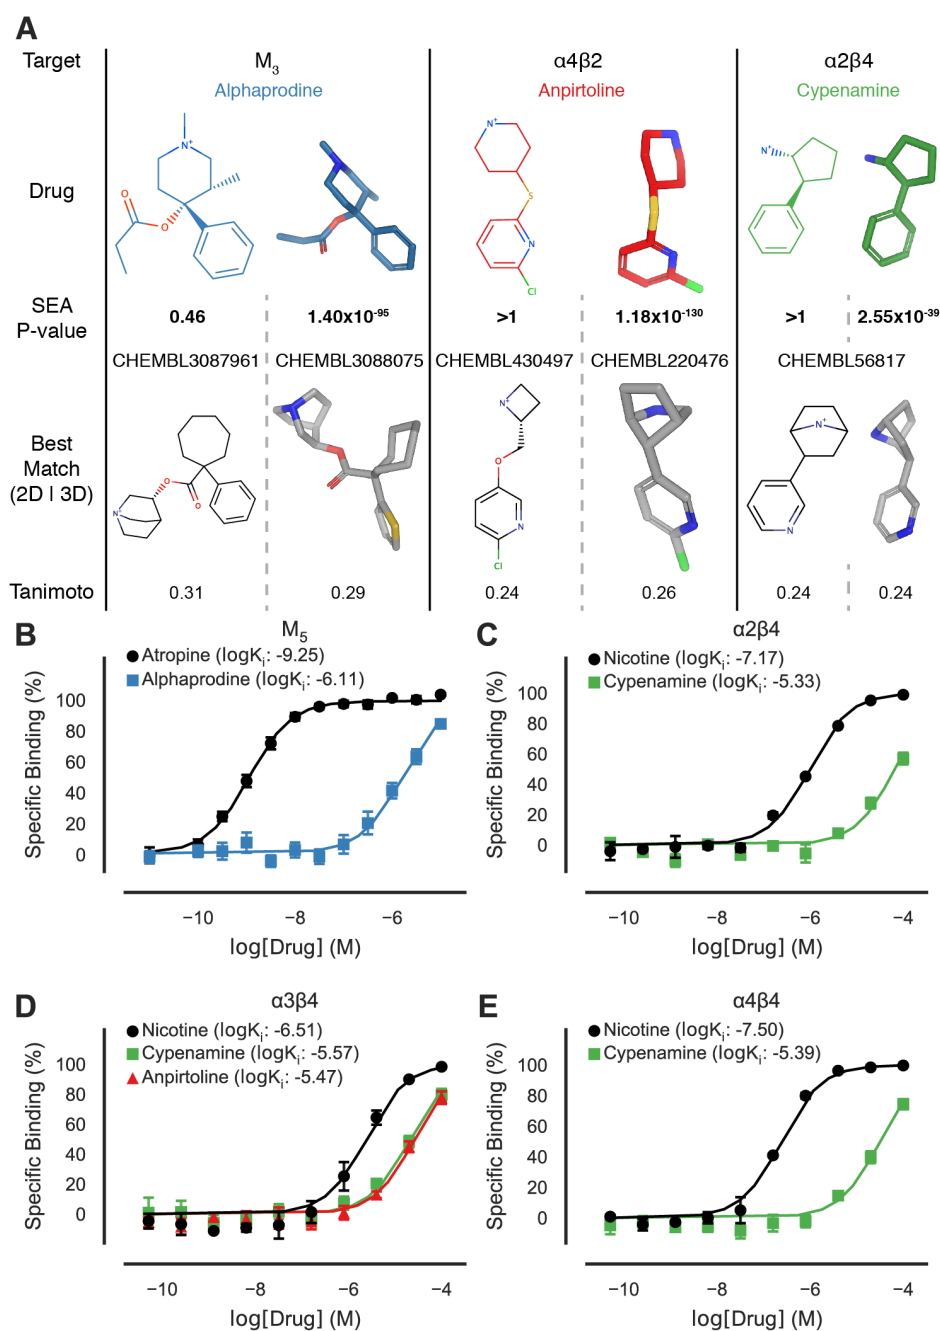 A
Target M3 α4β2 α2β4
Alphaprodine Anpirtoline Cypenamine
Drug
N+ O O
N+ S N Cl
N+
SEA
P-value
0.46 1.40x10-95 >1 1.18x10-130 >1 2.55x10-39
CHEMBL3087961 CHEMBL3088075 CHEMBL430497 CHEMBL220476 CHEMBL56817
Best
Match
(2D | 3D)
N+ O O
N+ O N Cl
N+ N
Tanimoto 0.31 0.29 0.24 0.26 0.24 0.24
B
M5
Atropine (logKi: -9.25)
Alphaprodine (logKi: -6.11)
Specific Binding (%)
100
80
60
40
20
0
−10 −8 −6
log[Drug] (M)
C
α2β4
Nicotine (logKi: -7.17)
Cypenamine (logKi: -5.33)
Specific Binding (%)
100
80
60
40
20
0
−10 −8 −6 −4
log[Drug] (M)
D
α3β4
Nicotine (logKi: -6.51)
Cypenamine (logKi: -5.57)
Anpirtoline (logKi: -5.47)
Specific Binding (%)
100
80
60
40
20
0
−10 −8 −6 −4
log[Drug] (M)
E
α4β4
Nicotine (logKi: -7.50)
Cypenamine (logKi: -5.39)
Specific Binding (%)
100
80
60
40
20
0
−10 −8 −6 −4
log[Drug] (M)